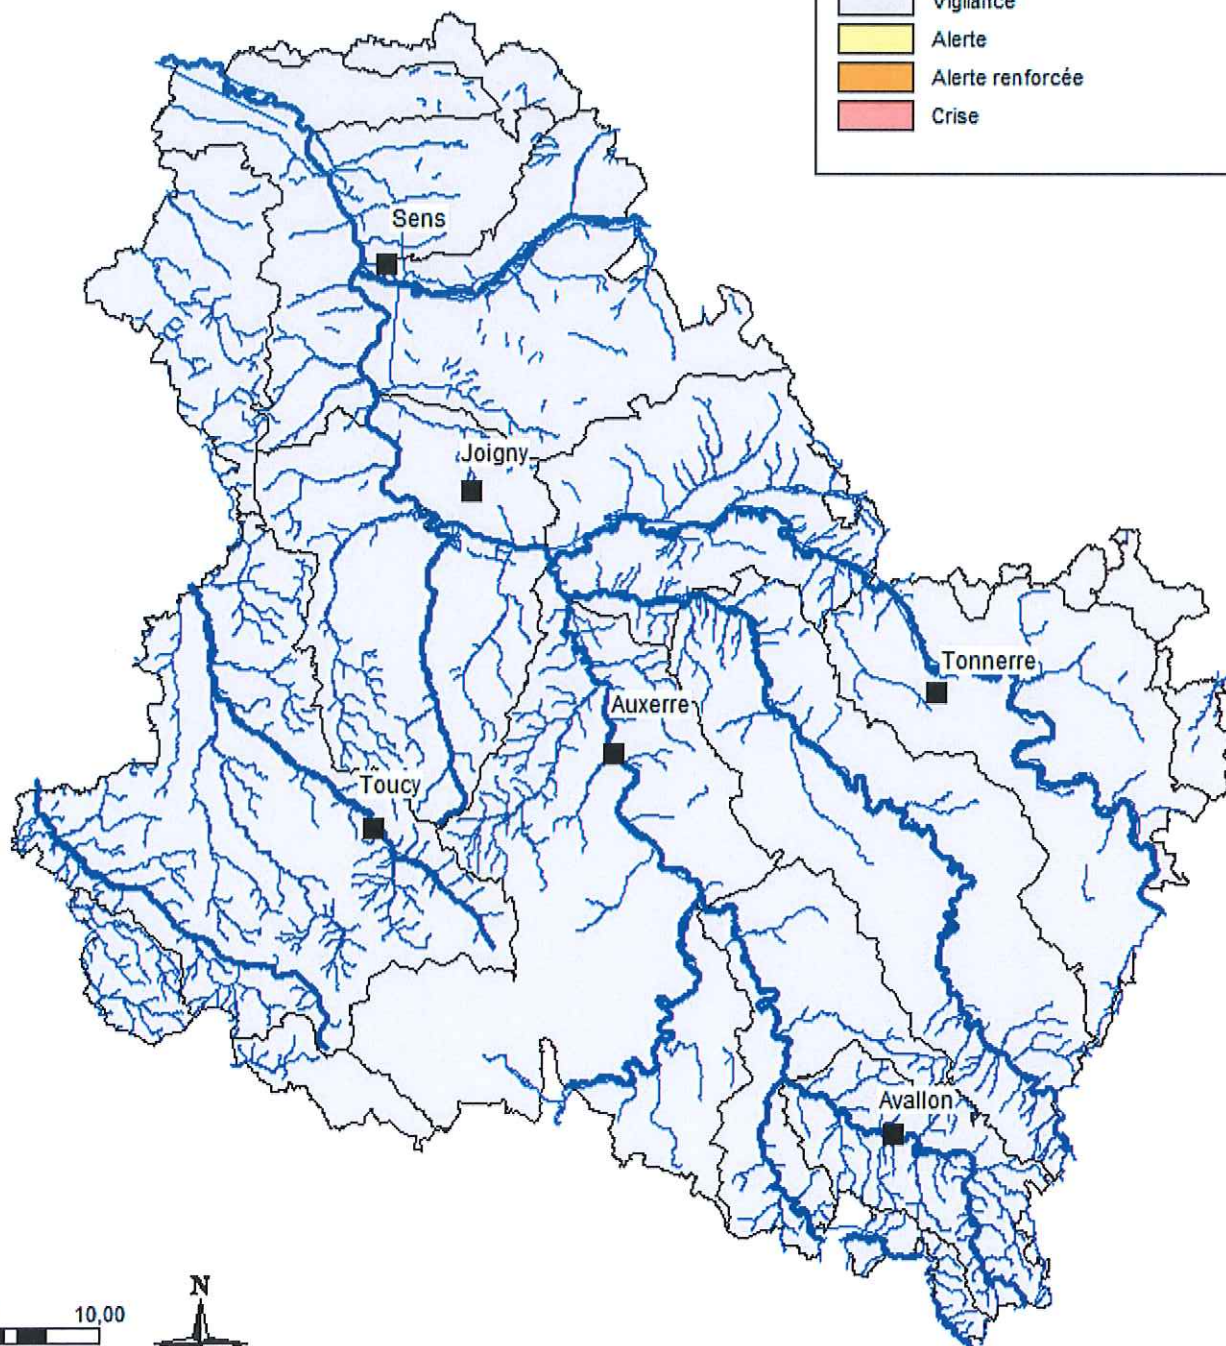 Vigilance
Alerte
Alerte renforcée
Crise
Sens
Joigny
Tonnerre
Auxerre
Toucy
Avallon
N
10,00